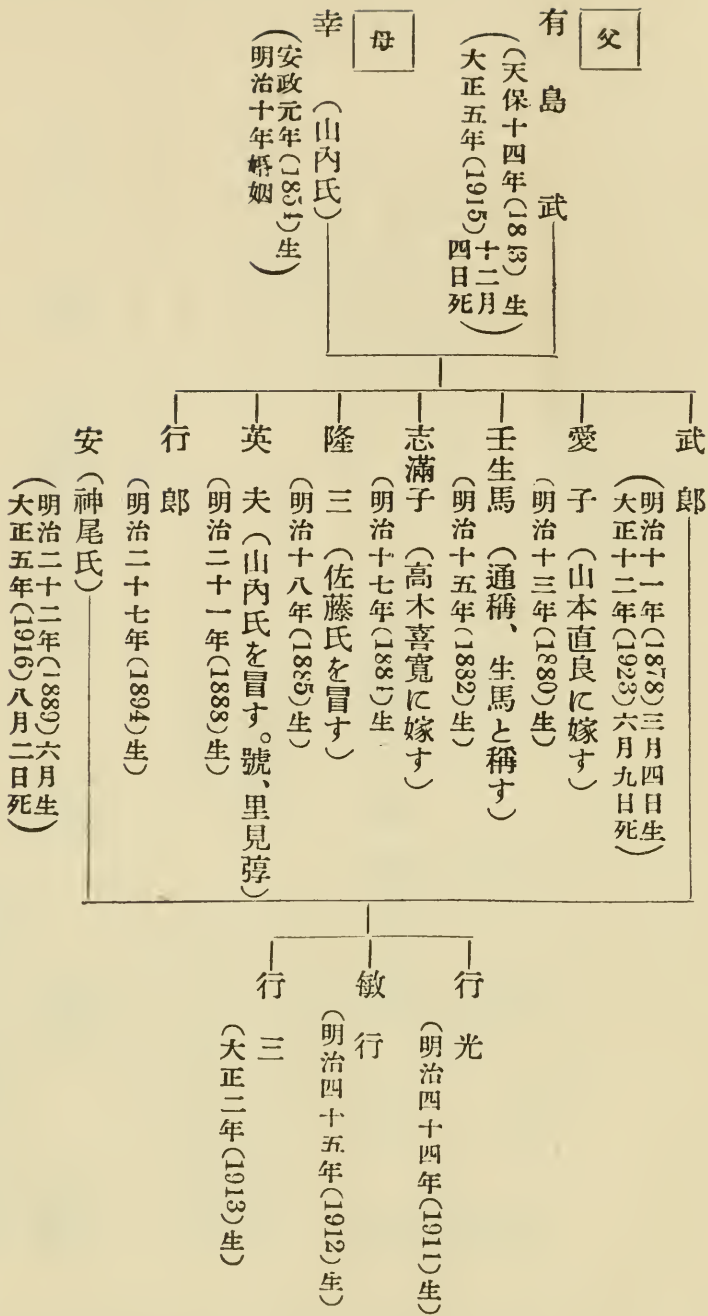 父
有島武
(天保十四年(1843)生
大正五年(1915)十二月四日死)
母
幸(山內氏)
(安政元年(1854)生
明治十年婚姻)
武郎
(明治十一年(1878)三月四日生
大正十二年(1923)六月九日死)
愛子(山本直良に嫁す)
(明治十三年(1880)生)
壬生馬(通稱、生馬と稱す)
(明治十五年(1882)生)
志滿子(高木喜寬に嫁す)
(明治十七年(1884)生
隆三(佐藤氏を冒す)
(明治十八年(1885)生)
英夫(山內氏を冒す。號、里見弴)
(明治二十一年(1888)生)
行郎
(明治二十七年(1894)生)
安(神尾氏)
(明治二十二年(1889)六月生
大正五年(1916)八月二日死)
行光
(明治四十四年(1911)生)
敏行
(明治四十五年(1912)生)
行三
(大正二年(1913)生)